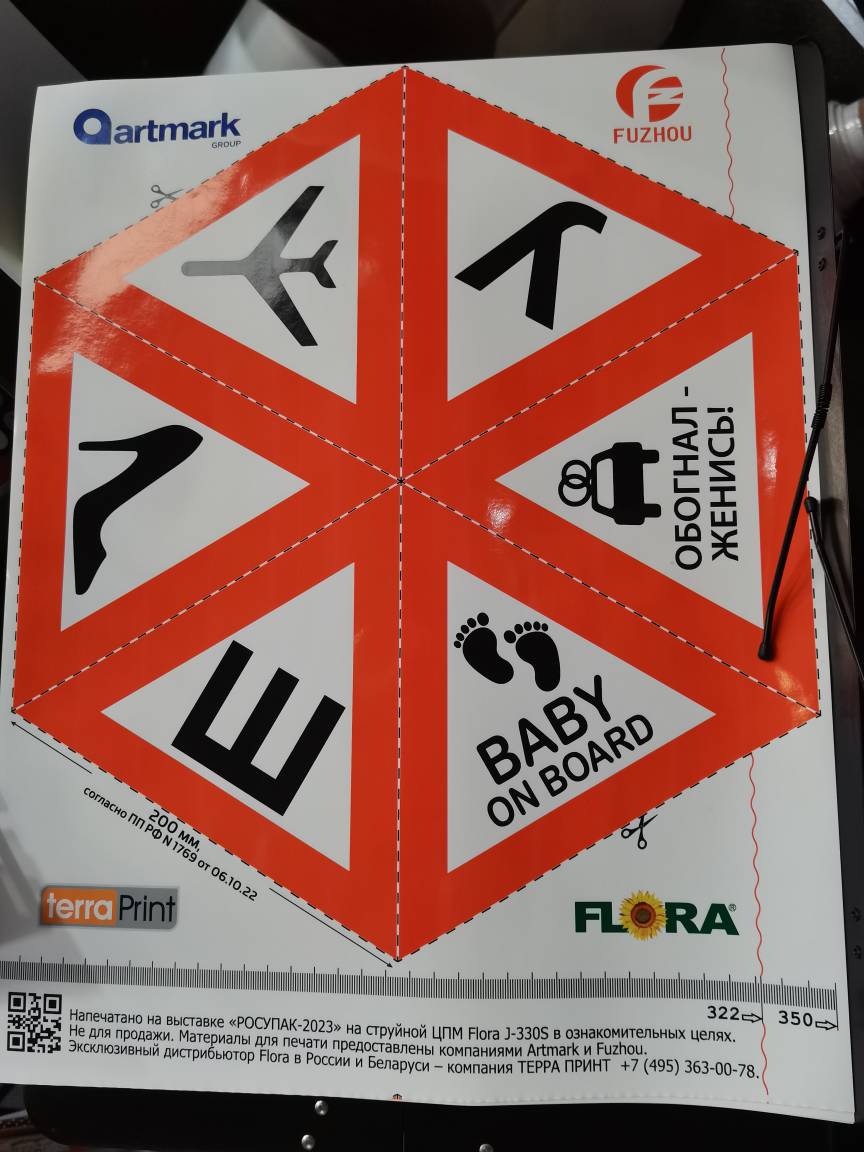 artmark
GROUP
FUZHOU
У
ОБОГНАЛ -
ЖЕНИСЬ!
Ш
BABY
ON BOARD
200 мм,
согласно ПП РФ N 1769 от 06.10.22
terraPrint
FLORA®
322
350
Напечатано на выставке «РОСУПАК-2023» на струйной ЦПМ Flora J-330S в ознакомительных целях.
Не для продажи. Материалы для печати предоставлены компаниями Artmark и Fuzhou.
Эксклюзивный дистрибьютор Flora в России и Беларуси – компания ТЕРРА ПРИНТ +7 (495) 363-00-78.